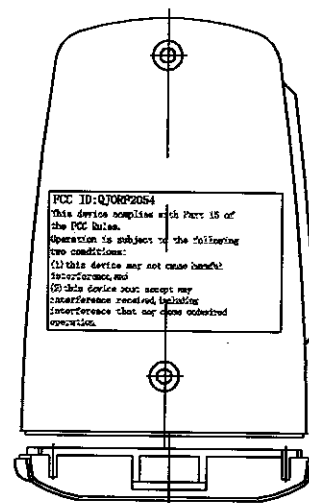 FCC ID:QJORP2054
This device complies with Part 15 of
the FCC Rules.
Operation is subject to the following
two conditions:
(1)this device may not cause harmful
interference,and
(2)this device must accept any
interference received,including
interference that may cause undesired
operation.